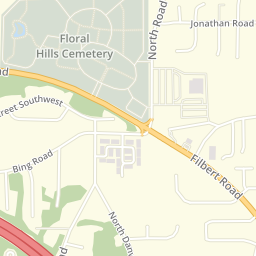 Jonathan Road
North Road
Floral
Hills Cemetery
treet Southwest
Filbert Road
Bing Road
North Dam